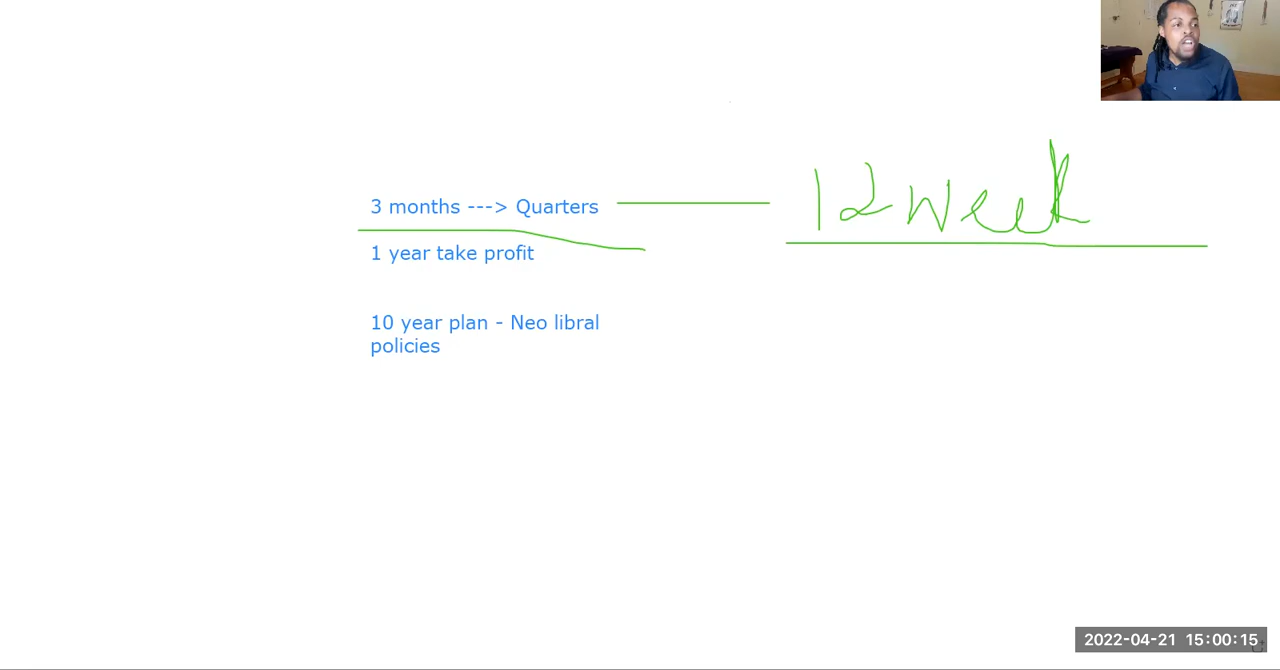 3 months ---> Quarters
12 Week
1 year take profit
10 year plan - Neo libral
policies
2022-04-21 15:00:15